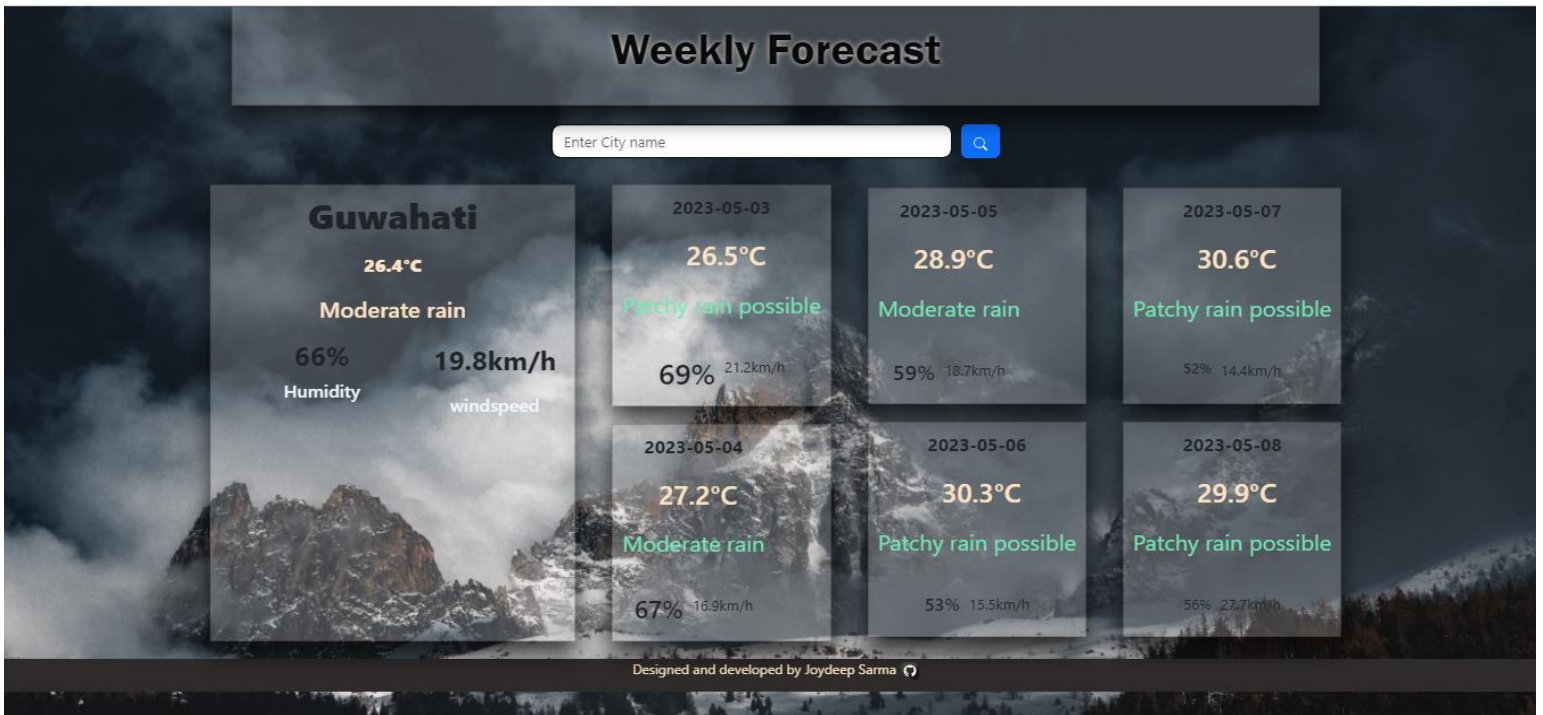 Weekly Forecast
Enter City name
Guwahati
26.4°C
Moderate rain
66%
Humidity
19.8km/h
windspeed
2023-05-03
26.5°C
Patchy rain possible
69% 21.2km/h
2023-05-04
27.2°C
Moderate rain
67% 16.9km/h
2023-05-05
28.9°C
Moderate rain
59% 18.7km/h
2023-05-06
30.3°C
Patchy rain possible
53% 15.5km/h
2023-05-07
30.6°C
Patchy rain possible
52% 14.4km/h
2023-05-08
29.9°C
Patchy rain possible
56% 27.7km/h
Designed and developed by Joydeep Sarma